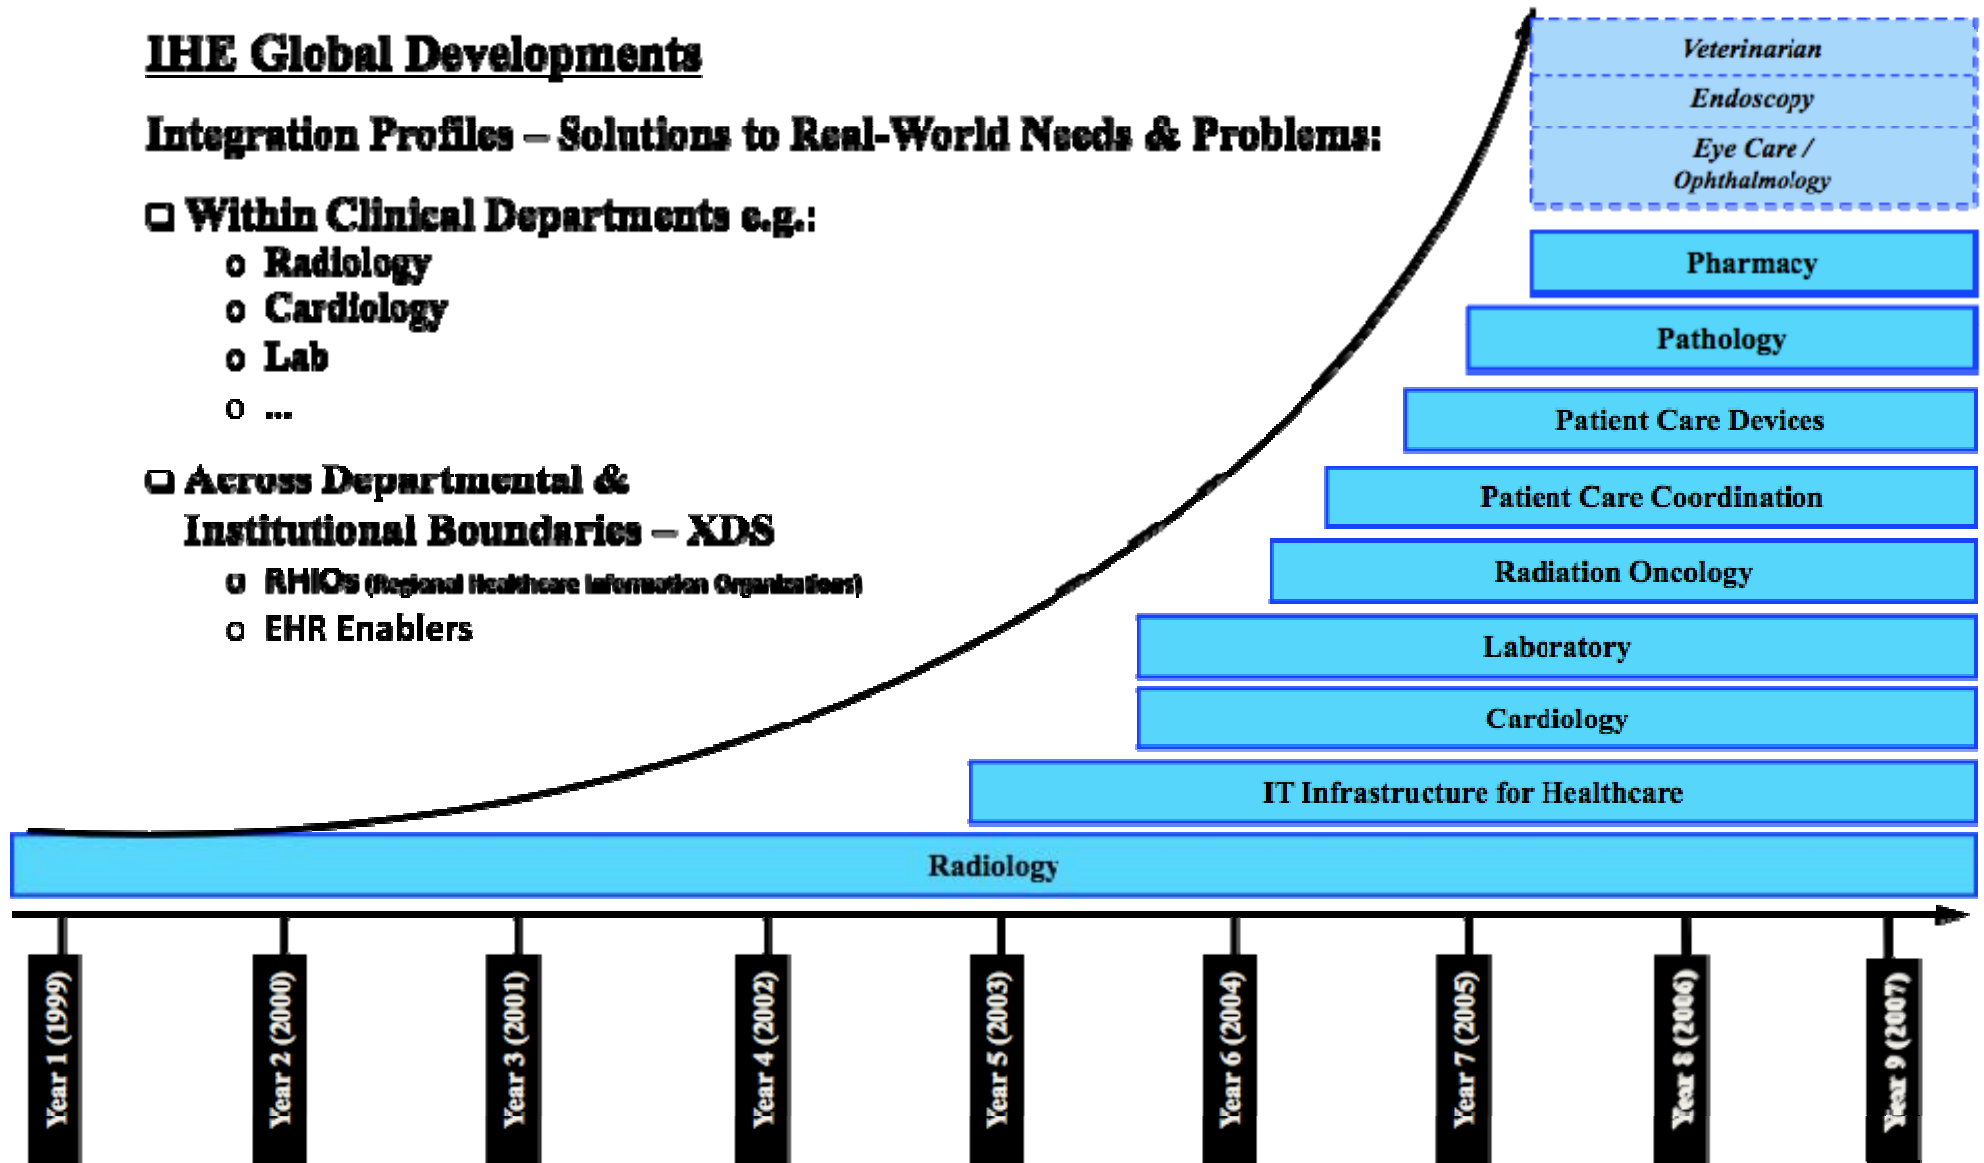 IHE Global Developments
Integration Profiles – Solutions to Real-World Needs & Problems:
❑ Within Clinical Departments e.g.:
o Radiology
o Cardiology
o Lab
o ...
❑ Across Departmental &
Institutional Boundaries – XDS
o RHIOs (Regional Healthcare Information Organizations)
o EHR Enablers
Veterinarian
Endoscopy
Eye Care /
Ophthalmology
Pharmacy
Pathology
Patient Care Devices
Patient Care Coordination
Radiation Oncology
Laboratory
Cardiology
IT Infrastructure for Healthcare
Radiology
Year 1 (1999)
Year 2 (2000)
Year 3 (2001)
Year 4 (2002)
Year 5 (2003)
Year 6 (2004)
Year 7 (2005)
Year 8 (2006)
Year 9 (2007)